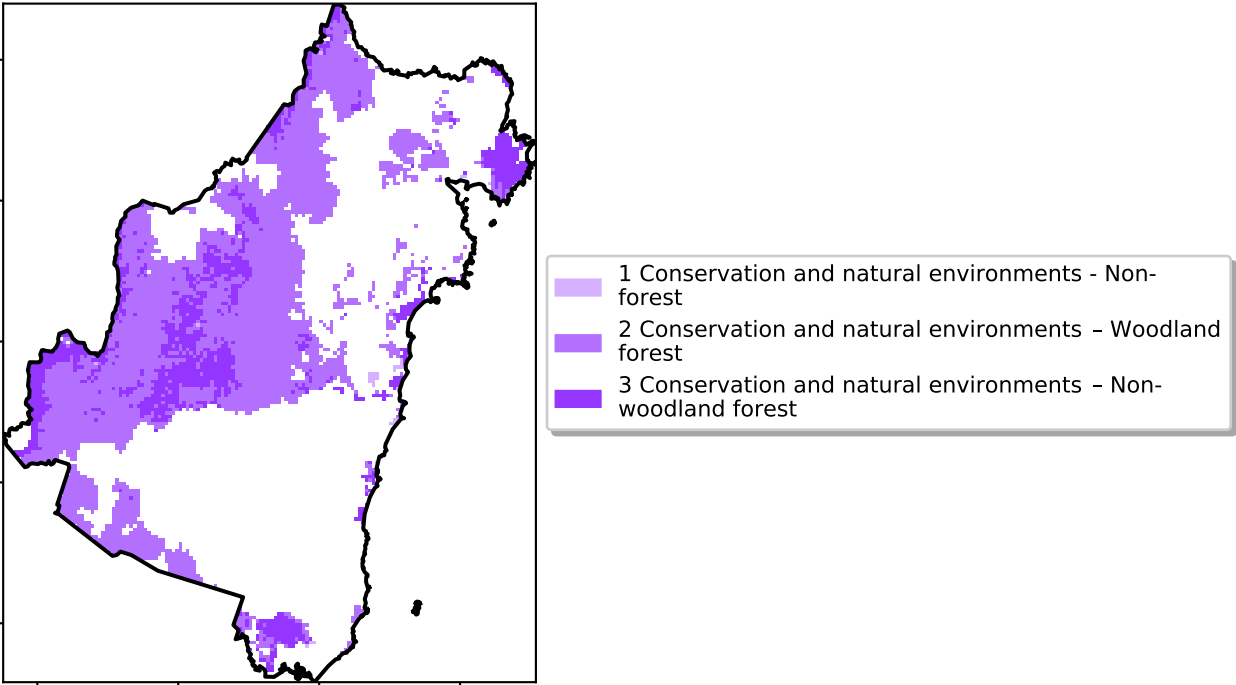 1 Conservation and natural environments - Non-
forest
2 Conservation and natural environments – Woodland
forest
3 Conservation and natural environments – Non-
woodland forest